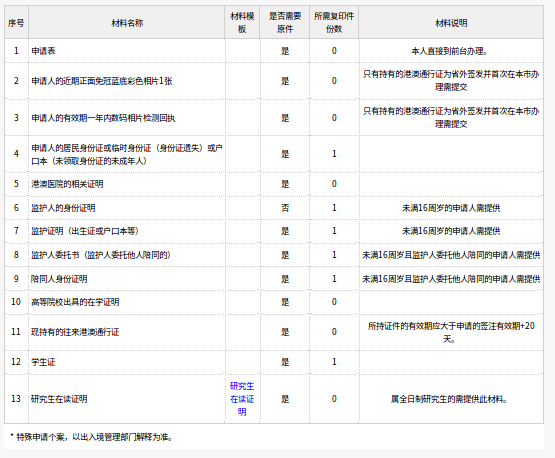 序号 材料名称 材料模板 是否需要原件 所需复印件份数 材料说明
1 申请表 是 0 本人直接到前台办理。
2 申请人的近期正面免冠蓝底彩色相片1张 是 0 只有持有的港澳通行证为省外签发并首次在本市办
理需提交
3 申请人的有效期一年内数码相片检测回执 是 0 只有持有的港澳通行证为省外签发并首次在本市办
理需提交
4 申请人的居民身份证或临时身份证（身份证遗失）或户
口本（未领取身份证的未成年人） 是 1
5 港澳医院的相关证明 是 0
6 监护人的身份证明 否 1 未满16周岁的申请人需提供
7 监护证明（出生证或户口本等） 是 1 未满16周岁的申请人需提供
8 监护人委托书（监护人委托他人陪同的） 是 1 未满16周岁且监护人委托他人陪同的申请人需提供
9 陪同人身份证明 是 1 未满16周岁且监护人委托他人陪同的申请人需提供
10 高等院校出具的在学证明 是 0
11 现持有的往来港澳通行证 是 0 所持证件的有效期应大于申请的签注有效期+20
天。
12 学生证 是 1
13 研究生在读证明 研究生
在读证
明 是 0 属全日制研究生的需提供此材料。
* 特殊申请个案，以出入境管理部门解释为准。